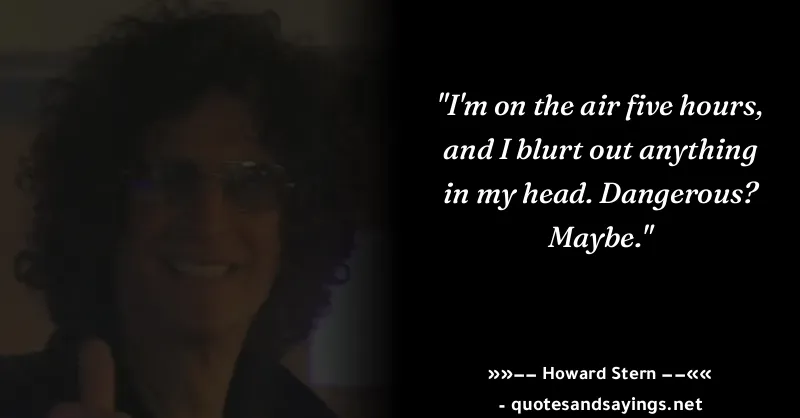 "I'm on the air five hours,
and I blurt out anything
in my head. Dangerous?
Maybe."
»»−− Howard Stern −−««
- quotesandsayings.net